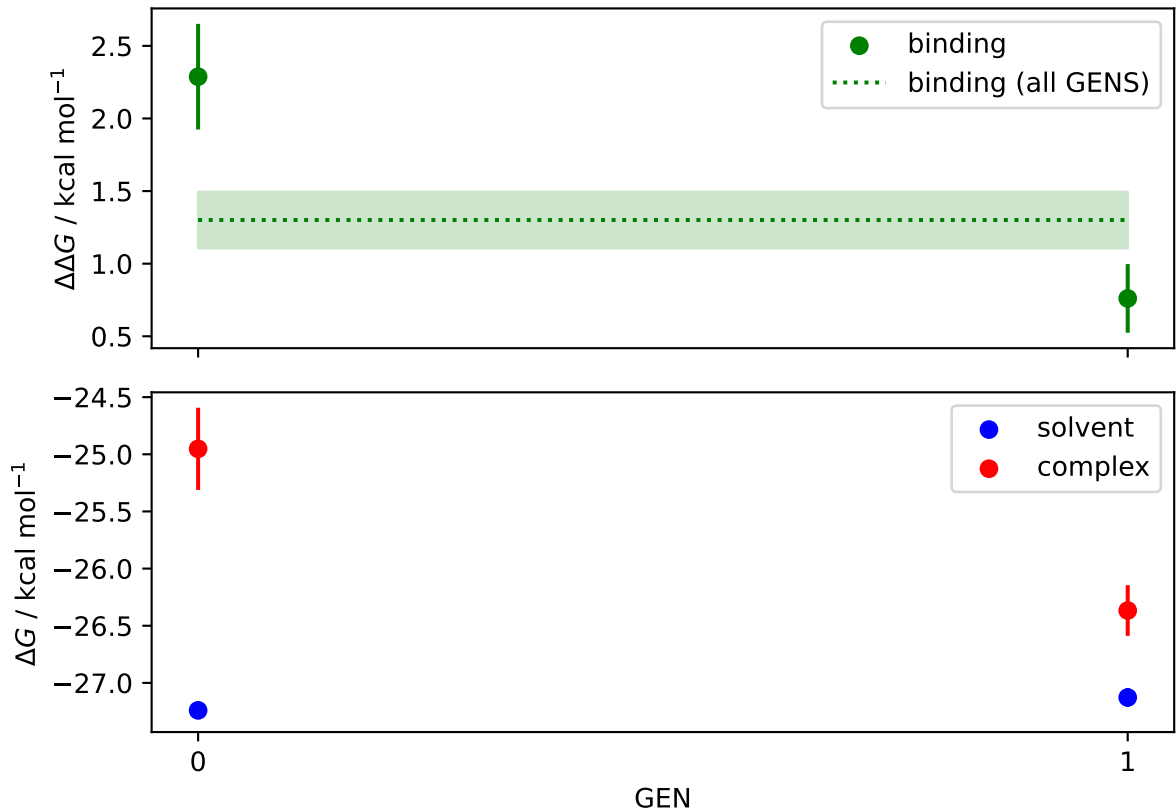 2.5
2.0
1.5
1.0
0.5
ΔΔG / kcal mol⁻¹
binding
binding (all GENS)
−24.5
−25.0
−25.5
−26.0
−26.5
−27.0
ΔG / kcal mol⁻¹
solvent
complex
0 1
GEN